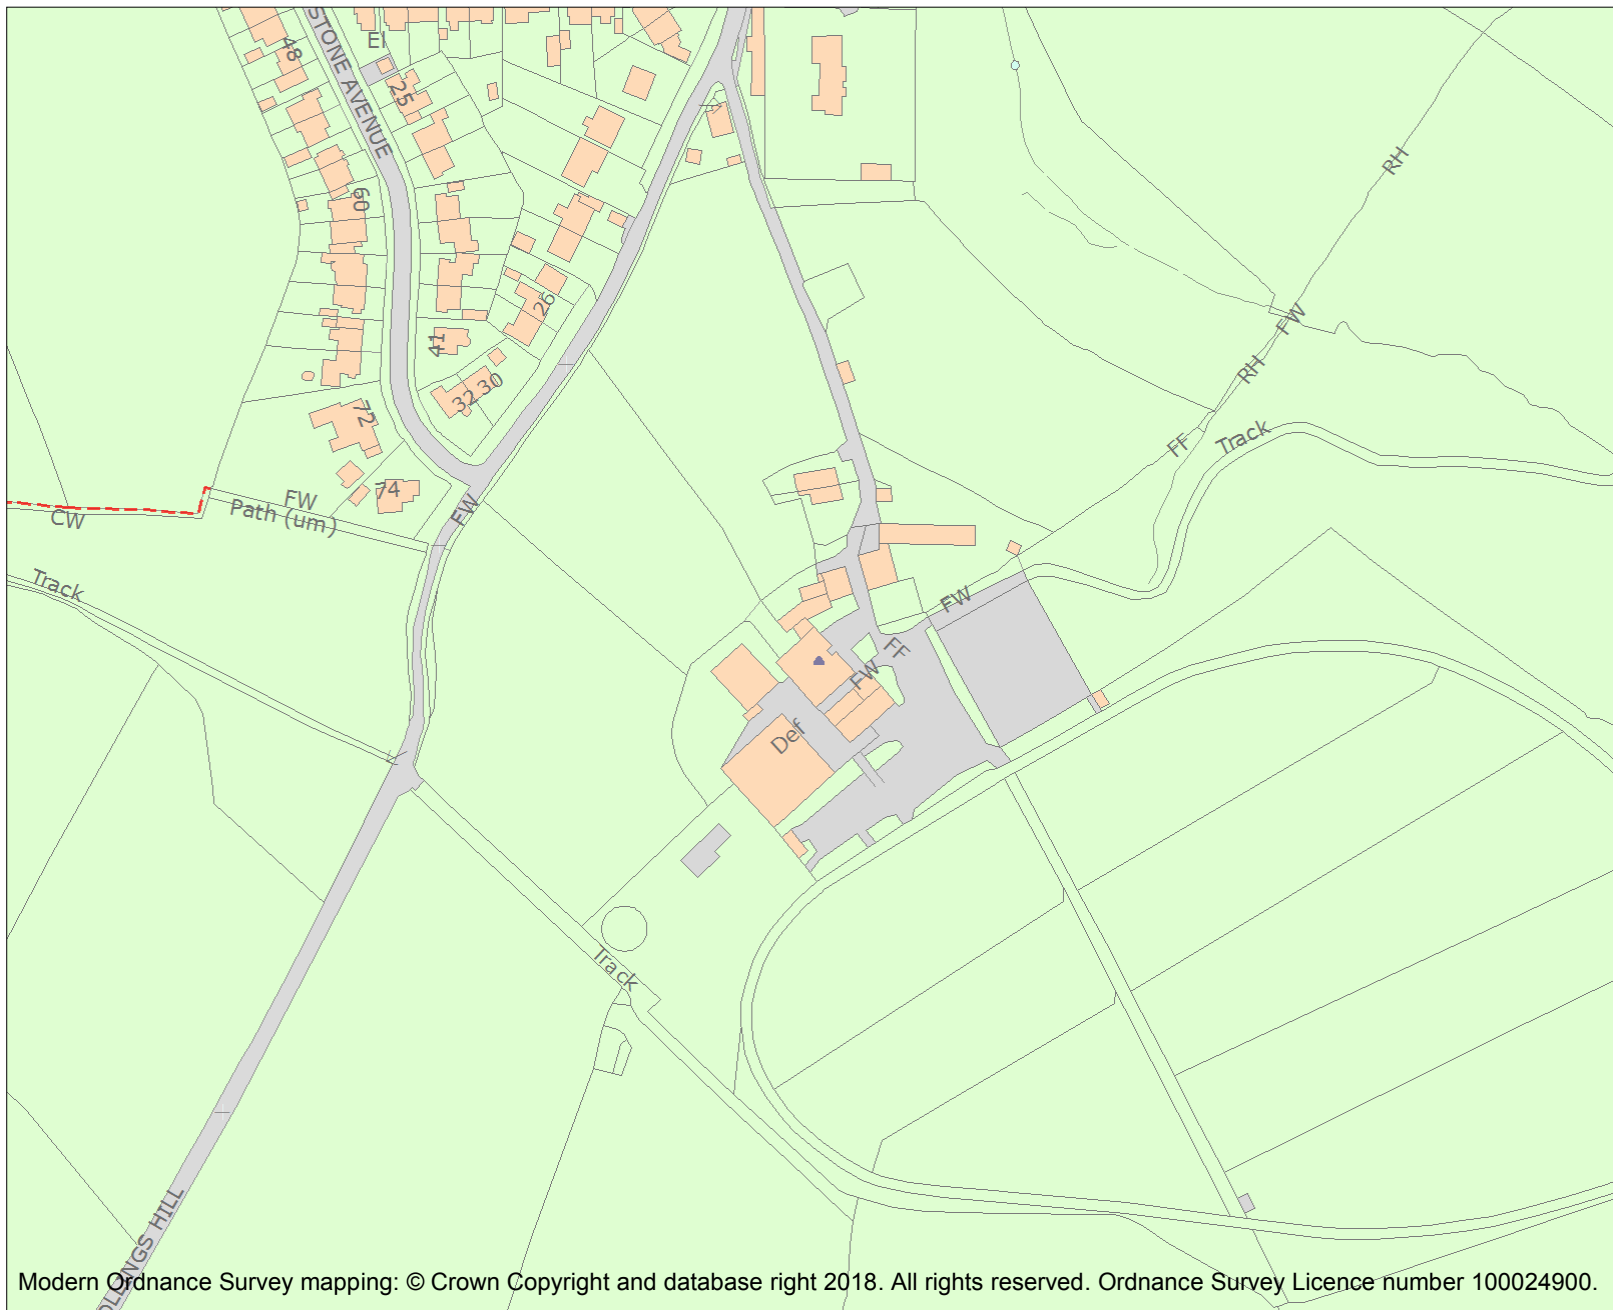 STONE AVENUE
48
El
25
60
RH
FW
RH
26
41
32
30
72
FF
Track
74
FW
FW
Path (um)
CW
Track
FW
FF
FW
Def
Track
OLLINGS HILL
Modern Ordnance Survey mapping: © Crown Copyright and database right 2018. All rights reserved. Ordnance Survey Licence number 100024900.